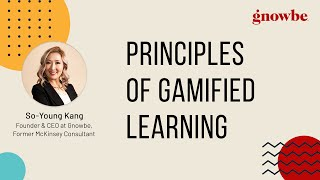 gnowbe
PRINCIPLES
OF GAMIFIED
LEARNING
So-Young Kang
Founder & CEO at Gnowbe,
Former McKinsey Consultant